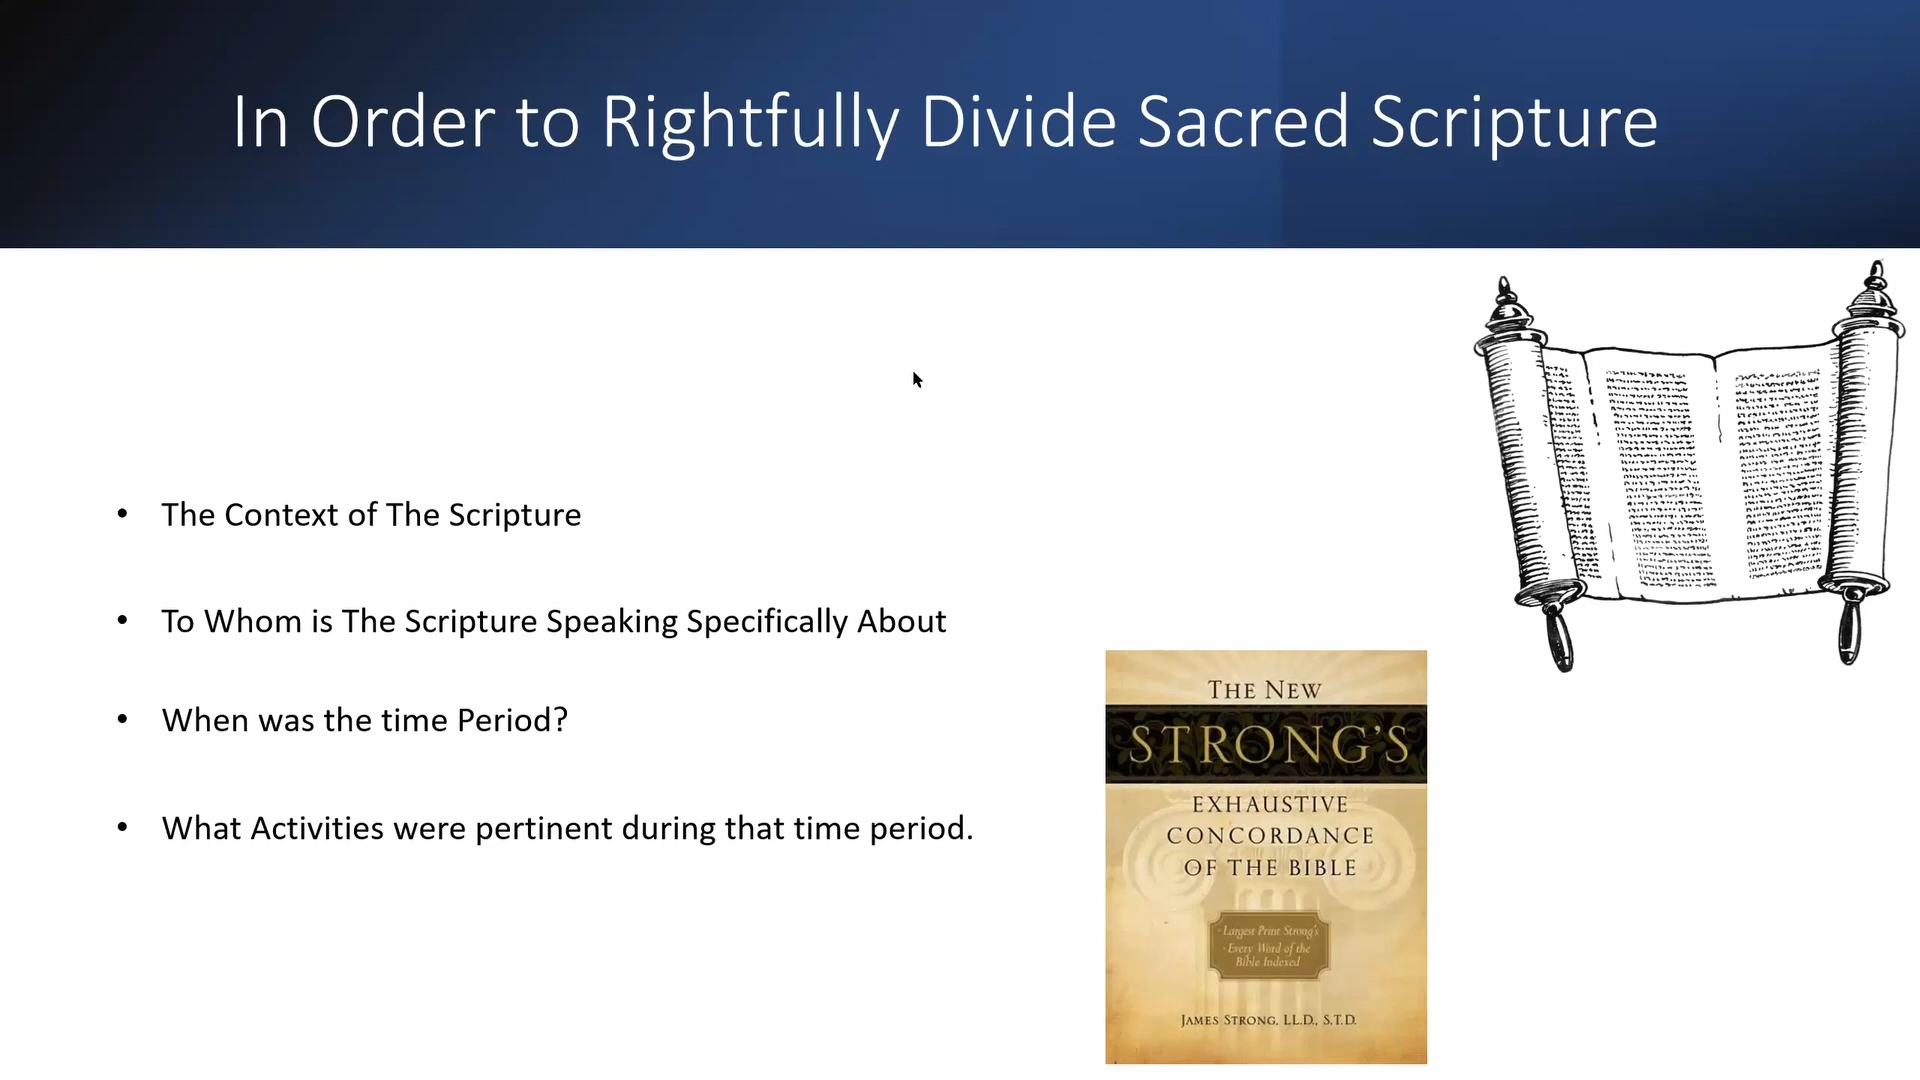 In Order to Rightfully Divide Sacred Scripture
• The Context of The Scripture
• To Whom is The Scripture Speaking Specifically About
• When was the time Period?
• What Activities were pertinent during that time period.
THE NEW
STRONG'S
EXHAUSTIVE
CONCORDANCE
OF THE BIBLE
· Largest Print Strong's
· Every Word of the
Bible Indexed
JAMES STRONG, LL.D., S.T.D.